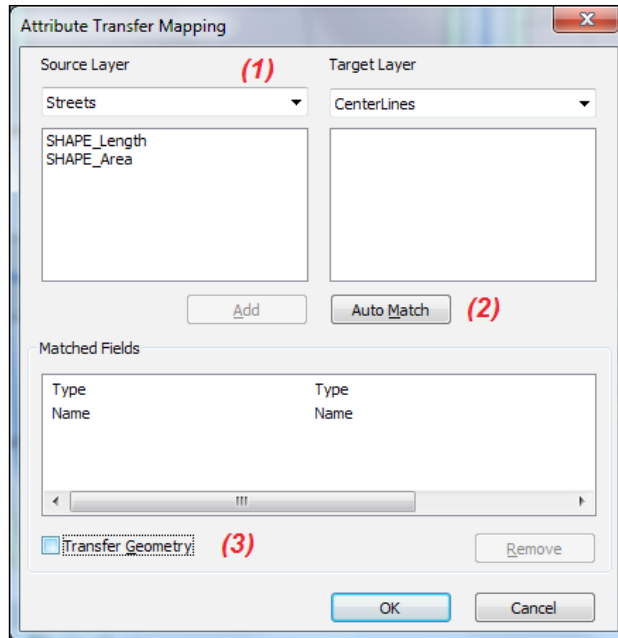 Attribute Transfer Mapping
Source Layer (1) Target Layer
Streets CenterLines
SHAPE_Length
SHAPE_Area
Add Auto Match (2)
Matched Fields
Type Type
Name Name
Transfer Geometry (3) Remove
OK Cancel